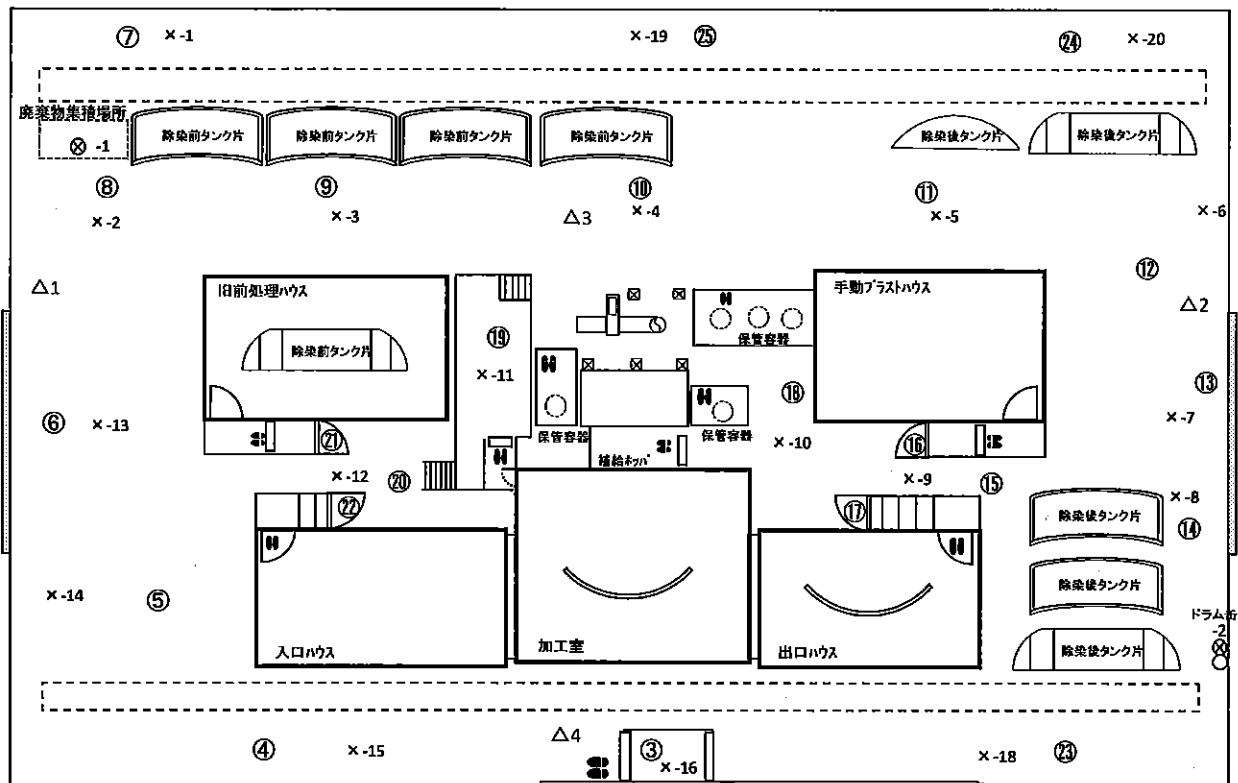 ⑦ ×-1 ×-19 ㉕ ㉔ ×-20
廃棄物集積場所
⊗ -1
除染前タンク片 除染前タンク片 除染前タンク片 除染前タンク片 除染後タンク片 除染後タンク片
⑧ ⑨ ⑩ ⑪
×-2 ×-3 △3 ×-4 ×-5 ×-6
⑫
△1 旧前処理ハウス 手動ブラストハウス △2
保管容器
除染前タンク片 ⑲
×-11 ⑱ ⑬
⑥ ×-13 ㉑ 保管容器 保管容器 ×-10 ⑯ ×-7
補給ホッパ
×-12 ⑳ ×-9 ⑮
㉒ ⑰ 除染後タンク片 ×-8
⑭
×-14 ⑤ 除染後タンク片
ドラム缶
-2
入口ハウス 加工室 出口ハウス 除染後タンク片
④ ×-15 △4 ③ ×-16 ×-18 ㉓